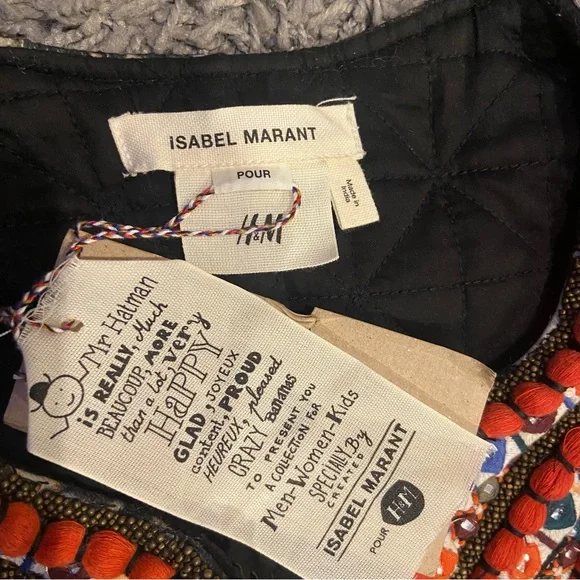 ISABEL MARANT
POUR
H&M
Made in
India
Mr Hatman
is REALLY, Much
BEAUCOUP, MORE
than a lot, very
HaPPY
GLAD, JOYEUX
content, PROUD
HEUREUX, pleased
CRAZY bananas
TO PRESENT YOU
A COLLECTION FOR
Men-Women-Kids
SPECIALLY By
CREATED
ISABEL MARANT
POUR H&M